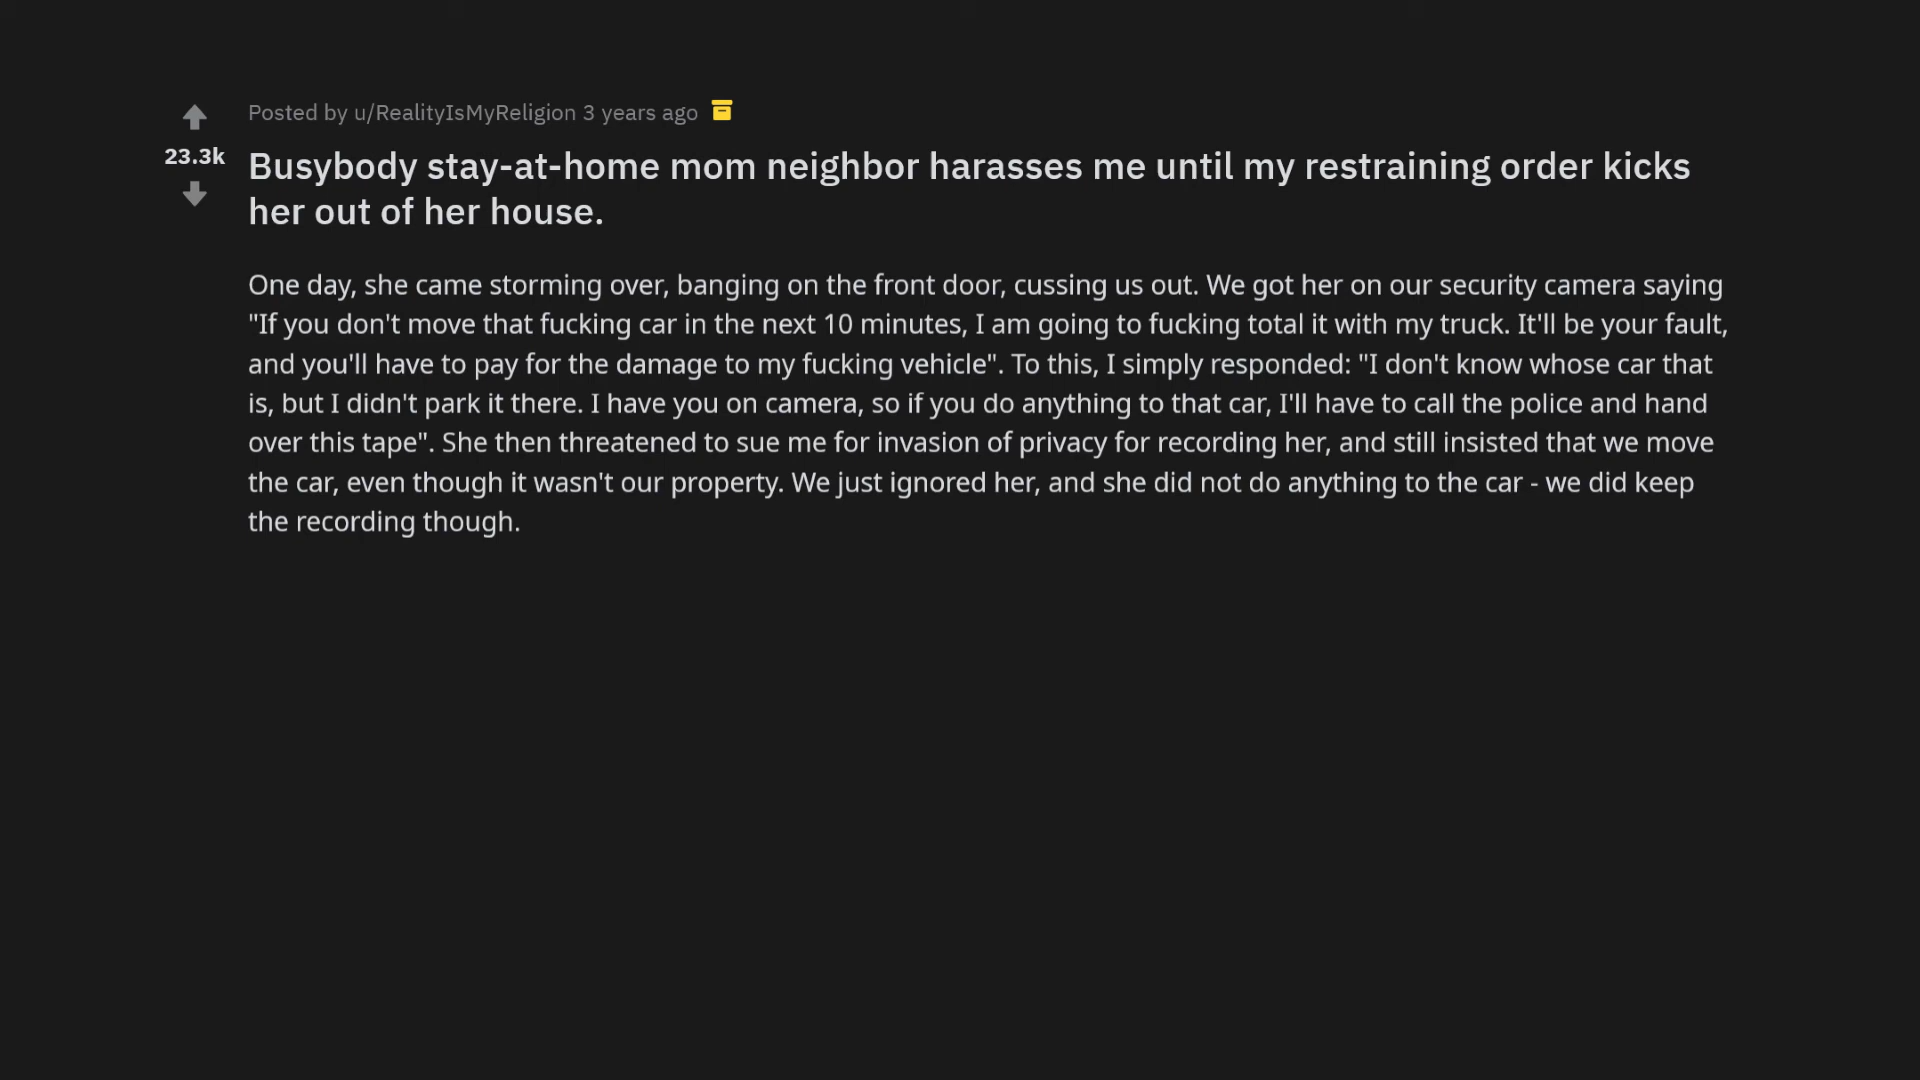 Posted by u/RealityIsMyReligion 3 years ago
23.3k
Busybody stay-at-home mom neighbor harasses me until my restraining order kicks
her out of her house.
One day, she came storming over, banging on the front door, cussing us out. We got her on our security camera saying
"If you don't move that fucking car in the next 10 minutes, I am going to fucking total it with my truck. It'll be your fault,
and you'll have to pay for the damage to my fucking vehicle". To this, I simply responded: "I don't know whose car that
is, but I didn't park it there. I have you on camera, so if you do anything to that car, I'll have to call the police and hand
over this tape". She then threatened to sue me for invasion of privacy for recording her, and still insisted that we move
the car, even though it wasn't our property. We just ignored her, and she did not do anything to the car - we did keep
the recording though.